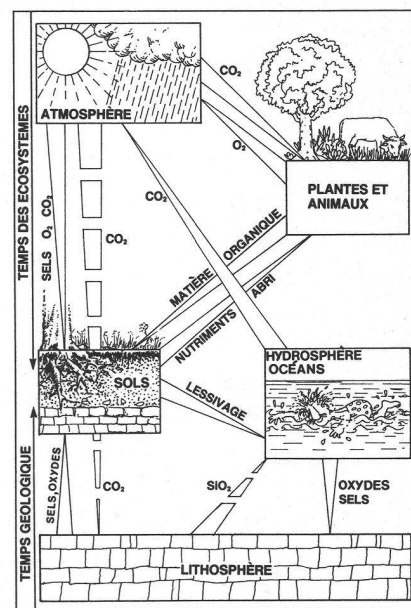 TEMPS DES ECOSYSTEMES
TEMPS GEOLOGIQUE
ATMOSPHÈRE
CO₂
O₂
PLANTES ET
ANIMAUX
SELS O₂ CO₂
CO₂
CO₂
MATIÈRE ORGANIQUE
NUTRIMENTS ABRI
SOLS
HYDROSPHÈRE
OCÉANS
LESSIVAGE
SELS, OXYDES
CO₂
SiO₂
OXYDES
SELS
LITHOSPHÈRE